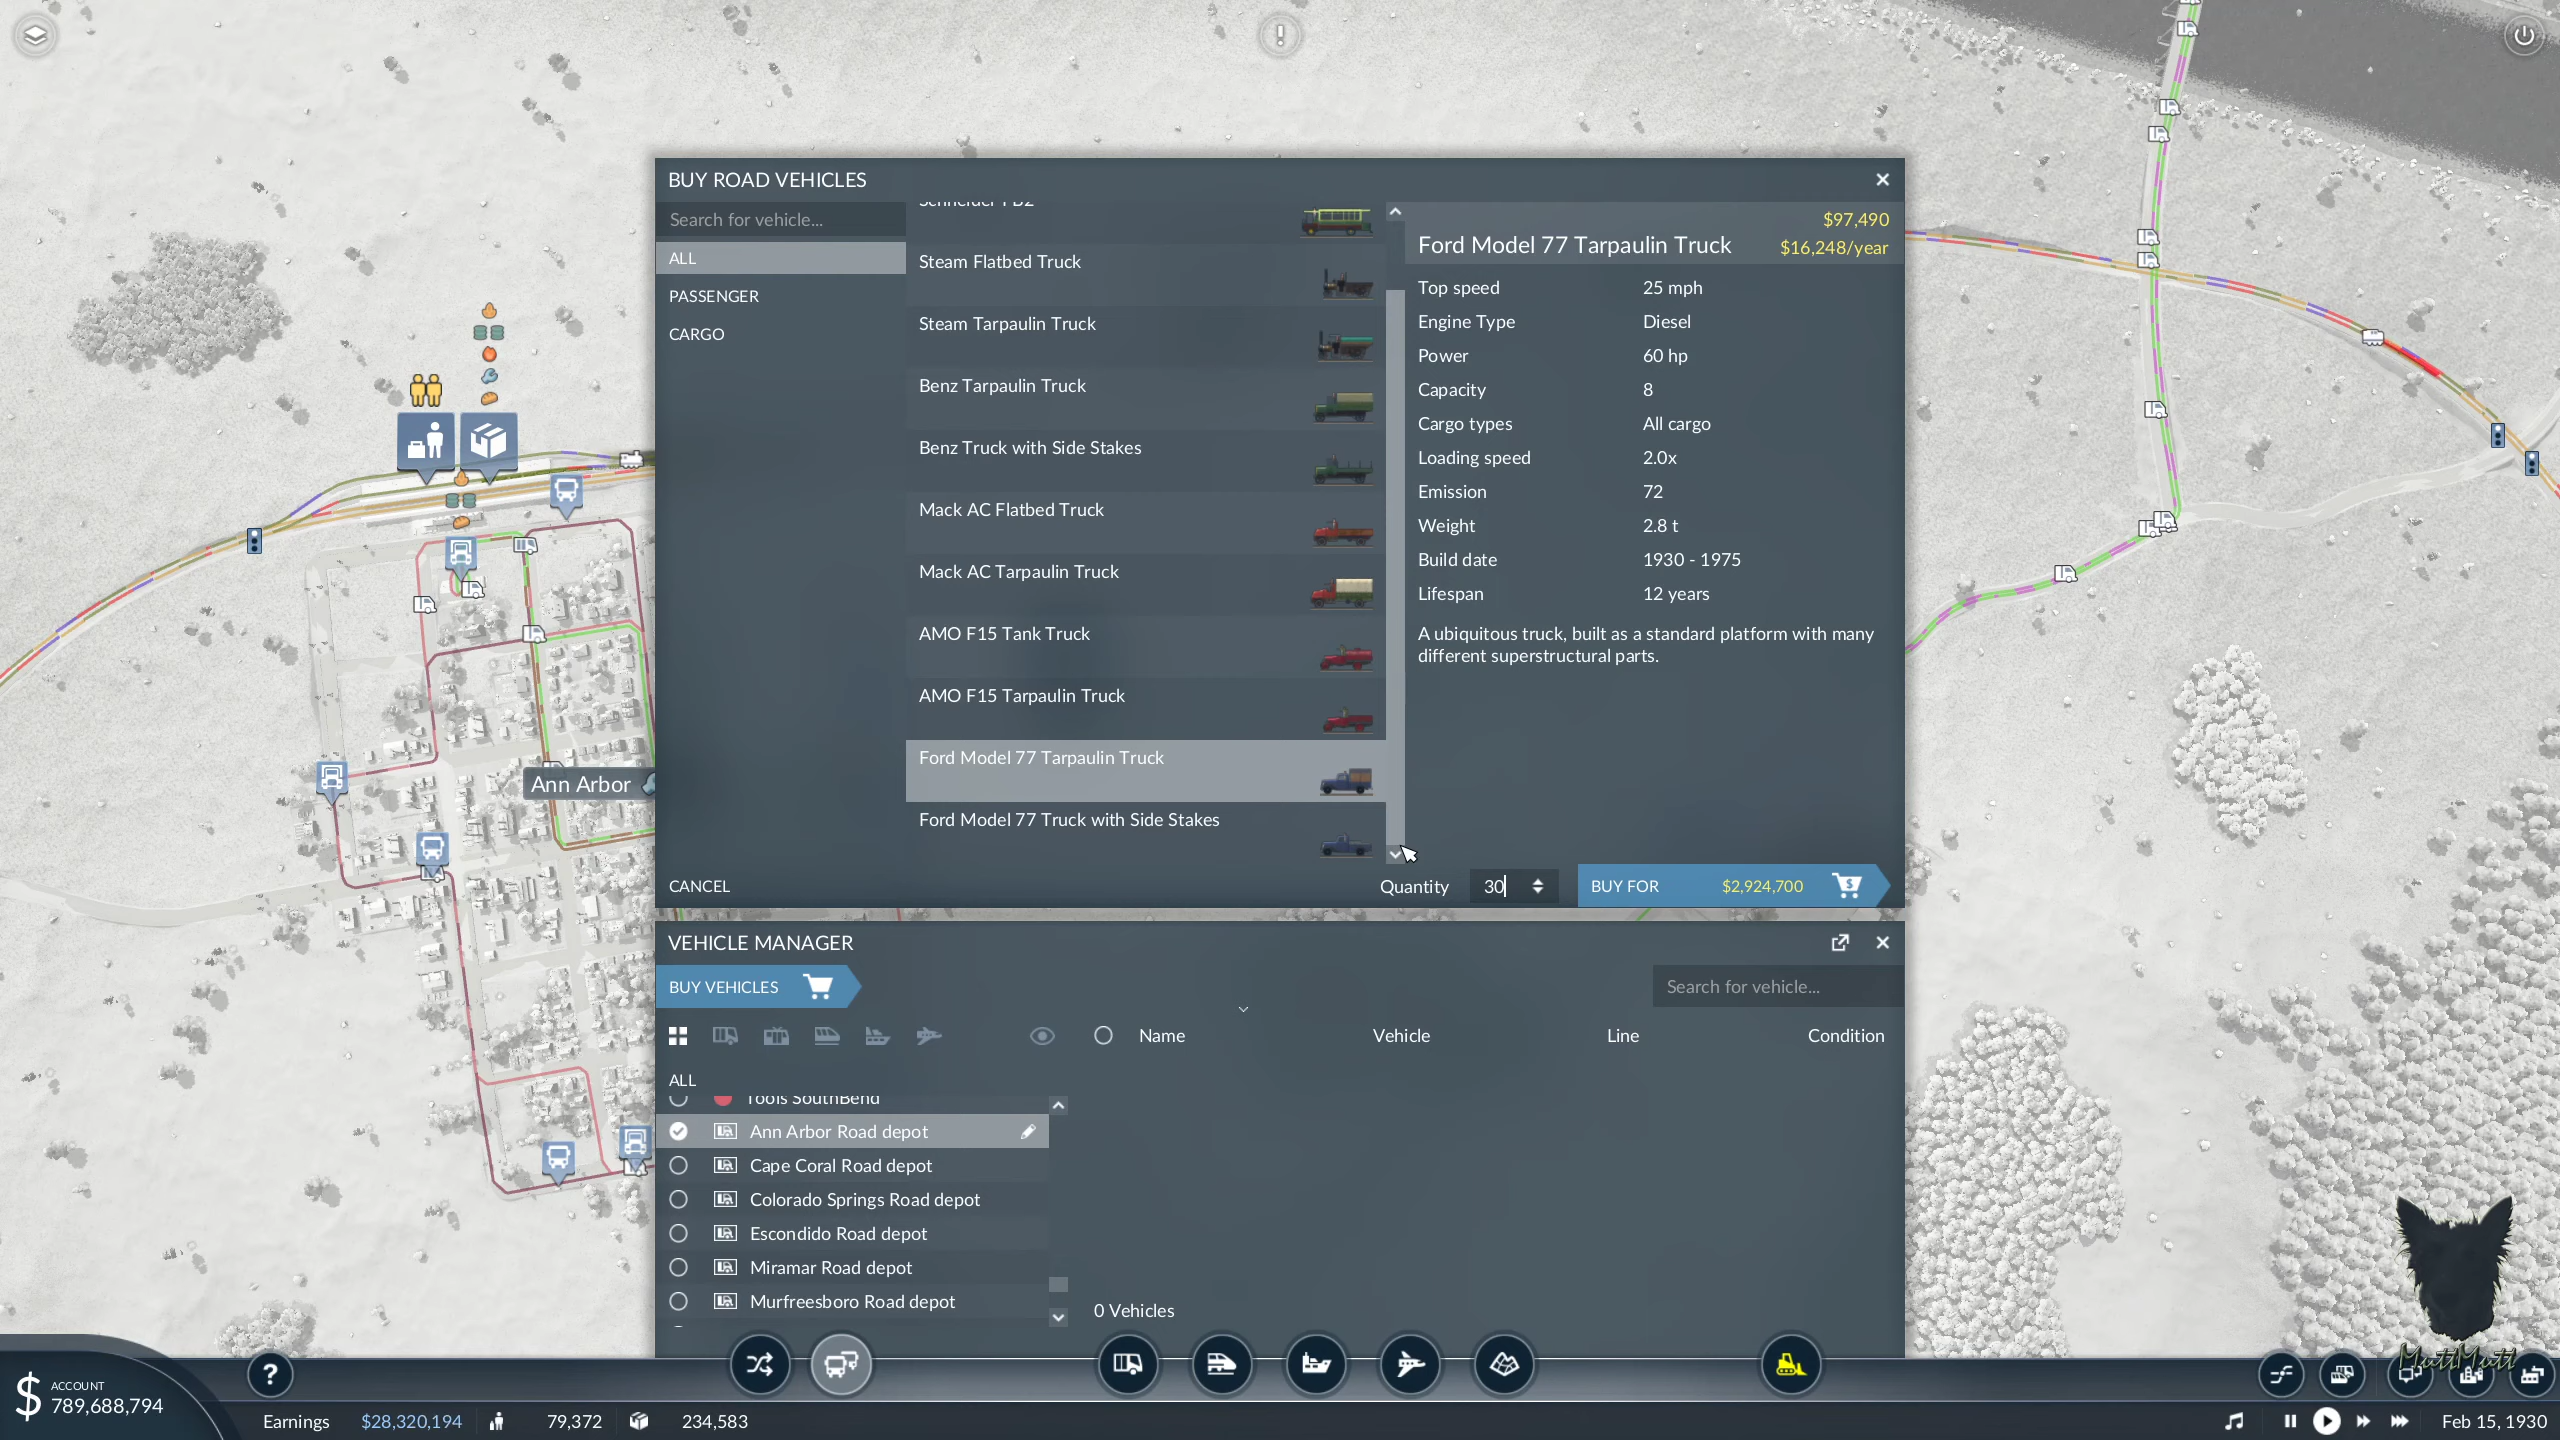 BUY ROAD VEHICLES
Search for vehicle...
ALL
PASSENGER
CARGO
Schneider PB2
Steam Flatbed Truck
Steam Tarpaulin Truck
Benz Tarpaulin Truck
Benz Truck with Side Stakes
Mack AC Flatbed Truck
Mack AC Tarpaulin Truck
AMO F15 Tank Truck
AMO F15 Tarpaulin Truck
Ford Model 77 Tarpaulin Truck
Ford Model 77 Truck with Side Stakes
$97,490
Ford Model 77 Tarpaulin Truck
$16,248/year
Top speed 25 mph
Engine Type Diesel
Power 60 hp
Capacity 8
Cargo types All cargo
Loading speed 2.0x
Emission 72
Weight 2.8 t
Build date 1930 - 1975
Lifespan 12 years
A ubiquitous truck, built as a standard platform with many
different superstructural parts.
CANCEL
Quantity 30
BUY FOR $2,924,700
Ann Arbor
VEHICLE MANAGER
BUY VEHICLES
Search for vehicle...
Name Vehicle Line Condition
ALL
Tools SouthBend
Ann Arbor Road depot
Cape Coral Road depot
Colorado Springs Road depot
Escondido Road depot
Miramar Road depot
Murfreesboro Road depot
0 Vehicles
MuttMutt
$ ACCOUNT
789,688,794
?
Earnings $28,320,194 79,372 234,583
Feb 15, 1930